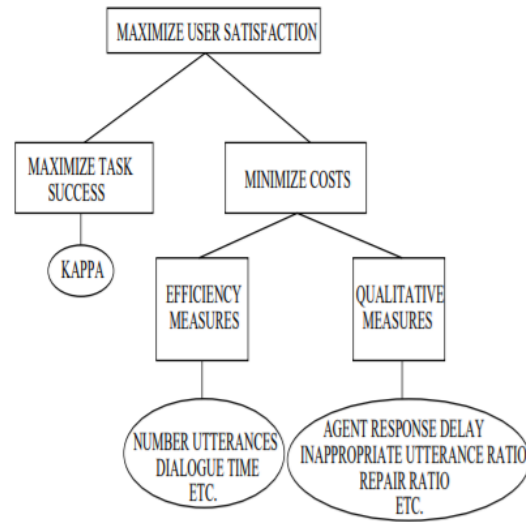 MAXIMIZE USER SATISFACTION
MAXIMIZE TASK
SUCCESS
MINIMIZE COSTS
KAPPA
EFFICIENCY
MEASURES
QUALITATIVE
MEASURES
NUMBER UTTERANCES
DIALOGUE TIME
ETC.
AGENT RESPONSE DELAY
INAPPROPRIATE UTTERANCE RATIO
REPAIR RATIO
ETC.